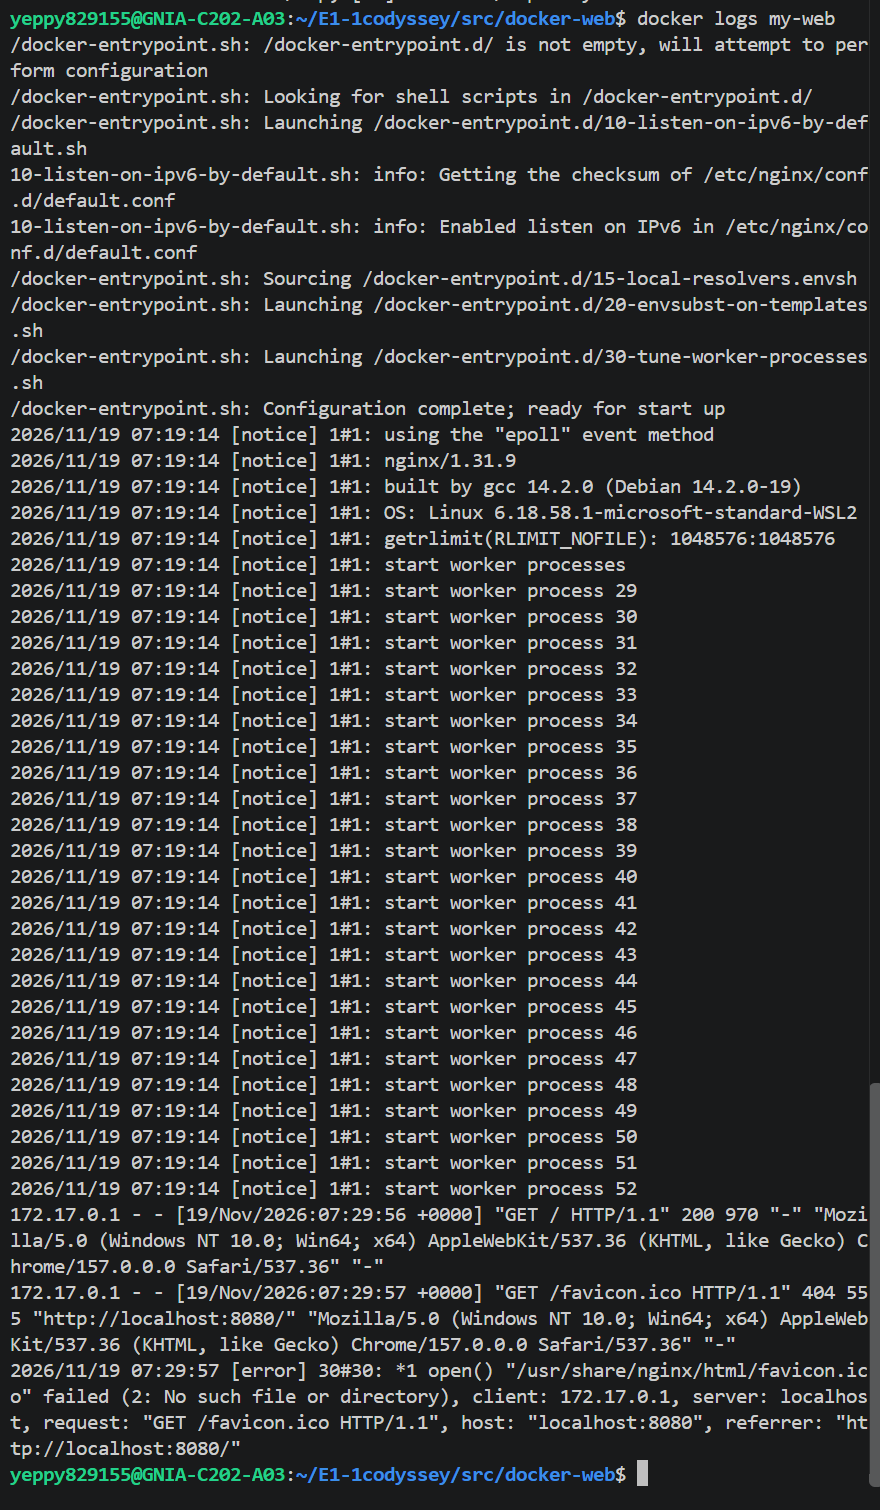 yeppy829155@GNIA-C202-A03:~/E1-1codyssey/src/docker-web$ docker logs my-web
/docker-entrypoint.sh: /docker-entrypoint.d/ is not empty, will attempt to per
form configuration
/docker-entrypoint.sh: Looking for shell scripts in /docker-entrypoint.d/
/docker-entrypoint.sh: Launching /docker-entrypoint.d/10-listen-on-ipv6-by-def
ault.sh
10-listen-on-ipv6-by-default.sh: info: Getting the checksum of /etc/nginx/conf
.d/default.conf
10-listen-on-ipv6-by-default.sh: info: Enabled listen on IPv6 in /etc/nginx/co
nf.d/default.conf
/docker-entrypoint.sh: Sourcing /docker-entrypoint.d/15-local-resolvers.envsh
/docker-entrypoint.sh: Launching /docker-entrypoint.d/20-envsubst-on-templates
.sh
/docker-entrypoint.sh: Launching /docker-entrypoint.d/30-tune-worker-processes
.sh
/docker-entrypoint.sh: Configuration complete; ready for start up
2026/11/19 07:19:14 [notice] 1#1: using the "epoll" event method
2026/11/19 07:19:14 [notice] 1#1: nginx/1.31.9
2026/11/19 07:19:14 [notice] 1#1: built by gcc 14.2.0 (Debian 14.2.0-19)
2026/11/19 07:19:14 [notice] 1#1: OS: Linux 6.18.58.1-microsoft-standard-WSL2
2026/11/19 07:19:14 [notice] 1#1: getrlimit(RLIMIT_NOFILE): 1048576:1048576
2026/11/19 07:19:14 [notice] 1#1: start worker processes
2026/11/19 07:19:14 [notice] 1#1: start worker process 29
2026/11/19 07:19:14 [notice] 1#1: start worker process 30
2026/11/19 07:19:14 [notice] 1#1: start worker process 31
2026/11/19 07:19:14 [notice] 1#1: start worker process 32
2026/11/19 07:19:14 [notice] 1#1: start worker process 33
2026/11/19 07:19:14 [notice] 1#1: start worker process 34
2026/11/19 07:19:14 [notice] 1#1: start worker process 35
2026/11/19 07:19:14 [notice] 1#1: start worker process 36
2026/11/19 07:19:14 [notice] 1#1: start worker process 37
2026/11/19 07:19:14 [notice] 1#1: start worker process 38
2026/11/19 07:19:14 [notice] 1#1: start worker process 39
2026/11/19 07:19:14 [notice] 1#1: start worker process 40
2026/11/19 07:19:14 [notice] 1#1: start worker process 41
2026/11/19 07:19:14 [notice] 1#1: start worker process 42
2026/11/19 07:19:14 [notice] 1#1: start worker process 43
2026/11/19 07:19:14 [notice] 1#1: start worker process 44
2026/11/19 07:19:14 [notice] 1#1: start worker process 45
2026/11/19 07:19:14 [notice] 1#1: start worker process 46
2026/11/19 07:19:14 [notice] 1#1: start worker process 47
2026/11/19 07:19:14 [notice] 1#1: start worker process 48
2026/11/19 07:19:14 [notice] 1#1: start worker process 49
2026/11/19 07:19:14 [notice] 1#1: start worker process 50
2026/11/19 07:19:14 [notice] 1#1: start worker process 51
2026/11/19 07:19:14 [notice] 1#1: start worker process 52
172.17.0.1 - - [19/Nov/2026:07:29:56 +0000] "GET / HTTP/1.1" 200 970 "-" "Mozi
lla/5.0 (Windows NT 10.0; Win64; x64) AppleWebKit/537.36 (KHTML, like Gecko) C
hrome/157.0.0.0 Safari/537.36" "-"
172.17.0.1 - - [19/Nov/2026:07:29:57 +0000] "GET /favicon.ico HTTP/1.1" 404 55
5 "http://localhost:8080/" "Mozilla/5.0 (Windows NT 10.0; Win64; x64) AppleWeb
Kit/537.36 (KHTML, like Gecko) Chrome/157.0.0.0 Safari/537.36" "-"
2026/11/19 07:29:57 [error] 30#30: *1 open() "/usr/share/nginx/html/favicon.ic
o" failed (2: No such file or directory), client: 172.17.0.1, server: localhos
t, request: "GET /favicon.ico HTTP/1.1", host: "localhost:8080", referrer: "ht
tp://localhost:8080/"
yeppy829155@GNIA-C202-A03:~/E1-1codyssey/src/docker-web$